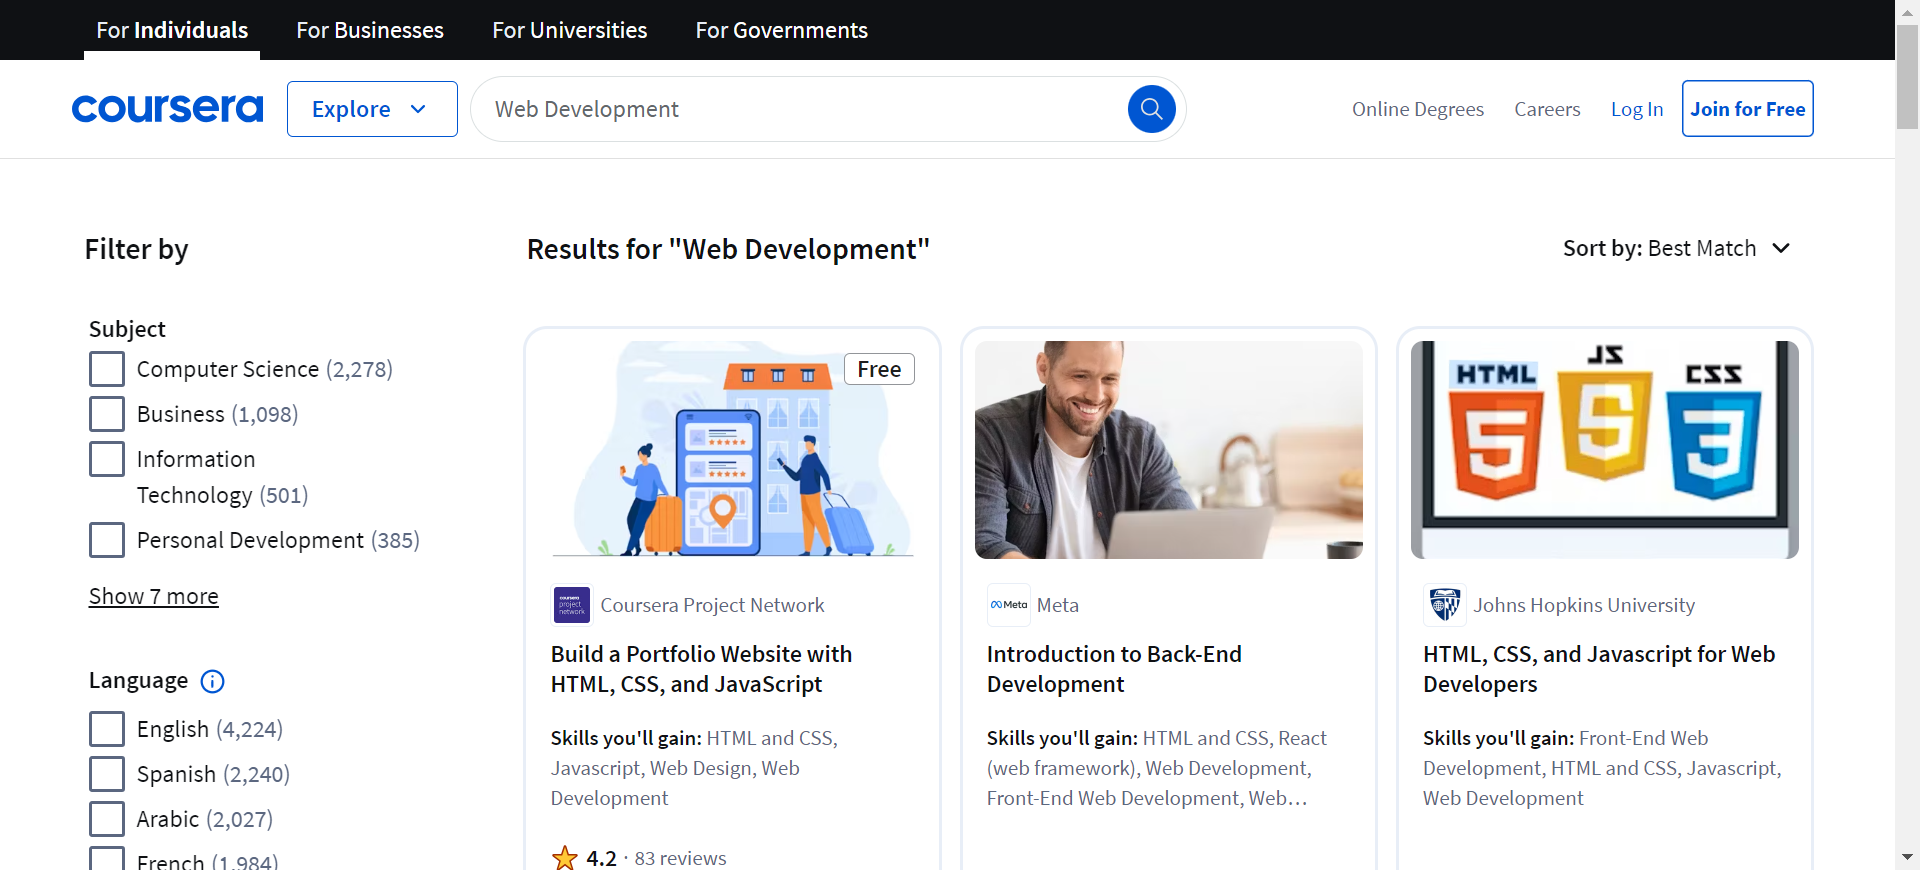 For Individuals
For Businesses
For Universities
For Governments
coursera
Explore
Web Development
Online Degrees
Careers
Log In
Join for Free
Filter by
Results for "Web Development"
Sort by: Best Match
Subject
Computer Science (2,278)
Business (1,098)
Information
Technology (501)
Personal Development (385)
Show 7 more
Language
English (4,224)
Spanish (2,240)
Arabic (2,027)
French (1,984)
Free
coursera
project
network
Coursera Project Network
Build a Portfolio Website with
HTML, CSS, and JavaScript
Skills you'll gain: HTML and CSS,
Javascript, Web Design, Web
Development
4.2 · 83 reviews
Meta
Meta
Introduction to Back-End
Development
Skills you'll gain: HTML and CSS, React
(web framework), Web Development,
Front-End Web Development, Web…
HTML
JS
CSS
5
5
3
Johns Hopkins University
HTML, CSS, and Javascript for Web
Developers
Skills you'll gain: Front-End Web
Development, HTML and CSS, Javascript,
Web Development